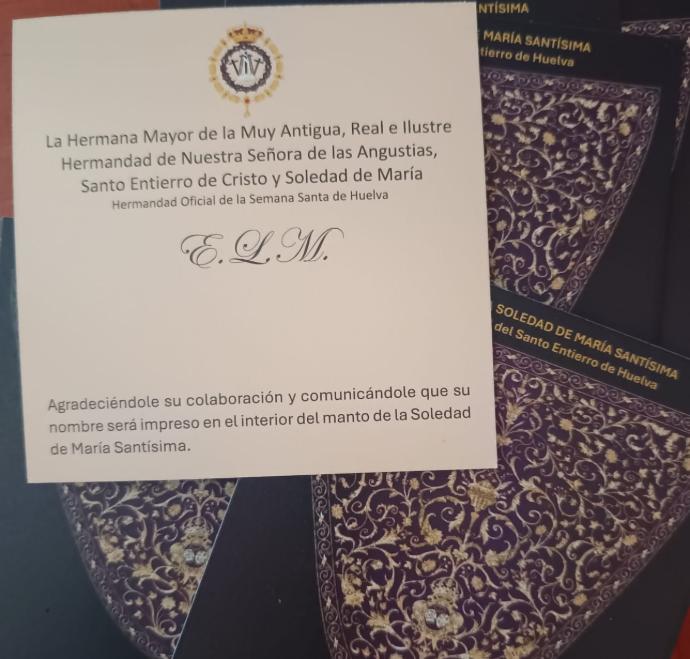 La Hermana Mayor de la Muy Antigua, Real e Ilustre
Hermandad de Nuestra Señora de las Angustias,
Santo Entierro de Cristo y Soledad de María
Hermandad Oficial de la Semana Santa de Huelva
E. L. M.
Agradeciéndole su colaboración y comunicándole que su
nombre será impreso en el interior del manto de la Soledad
de María Santísima.
NTÍSIMA
E MARÍA SANTÍSIMA
tierro de Huelva
SOLEDAD DE MARÍA SANTÍSIMA
del Santo Entierro de Huelva